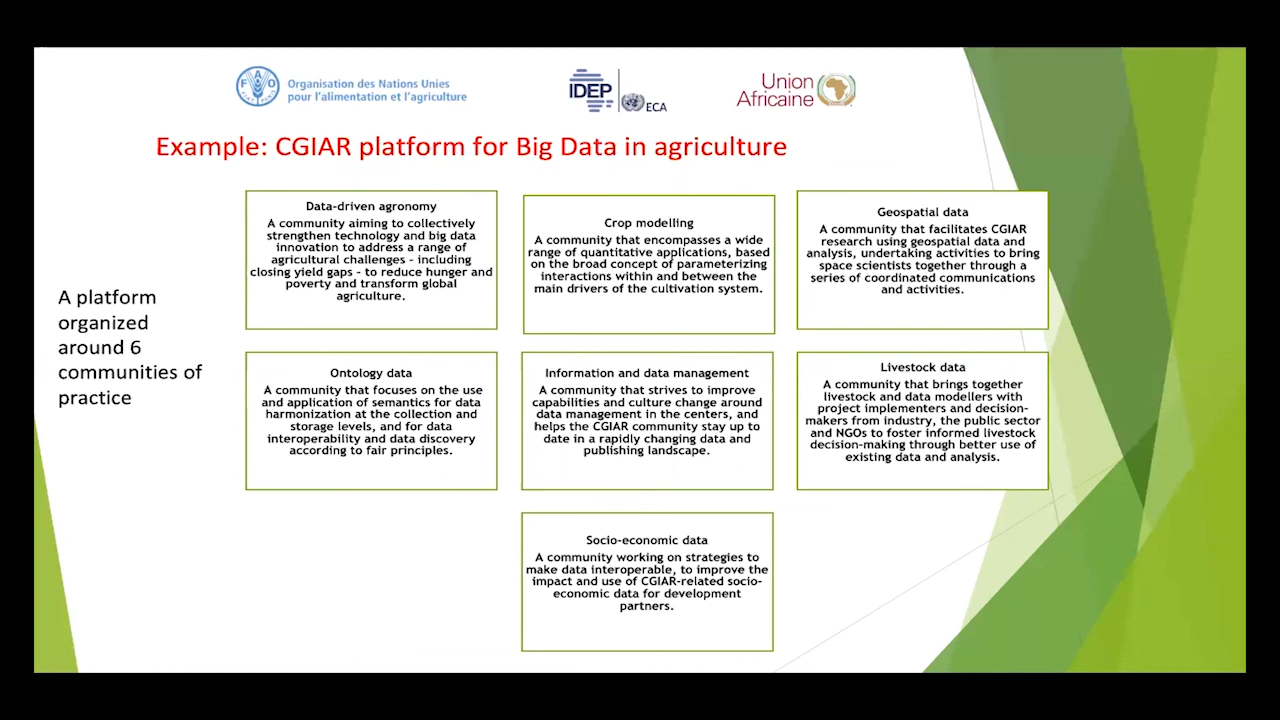 FAO
Organisation des Nations Unies
pour l'alimentation et l'agriculture
IDEP
ECA
Union
Africaine
Example: CGIAR platform for Big Data in agriculture
A platform
organized
around 6
communities of
practice
Data-driven agronomy
A community aiming to collectively
strengthen technology and big data
innovation to address a range of
agricultural challenges - including
closing yield gaps - to reduce hunger and
poverty and transform global
agriculture.
Crop modelling
A community that encompasses a wide
range of quantitative applications, based
on the broad concept of parameterizing
interactions within and between the
main drivers of the cultivation system.
Geospatial data
A community that facilitates CGIAR
research using geospatial data and
analysis, undertaking activities to bring
space scientists together through a
series of coordinated communications
and activities.
Ontology data
A community that focuses on the use
and application of semantics for data
harmonization at the collection and
storage levels, and for data
interoperability and data discovery
according to fair principles.
Information and data management
A community that strives to improve
capabilities and culture change around
data management in the centers, and
helps the CGIAR community stay up to
date in a rapidly changing data and
publishing landscape.
Livestock data
A community that brings together
livestock and data modellers with
project implementers and decision-
makers from industry, the public sector
and NGOs to foster informed livestock
decision-making through better use of
existing data and analysis.
Socio-economic data
A community working on strategies to
make data interoperable, to improve the
impact and use of CGIAR-related socio-
economic data for development
partners.